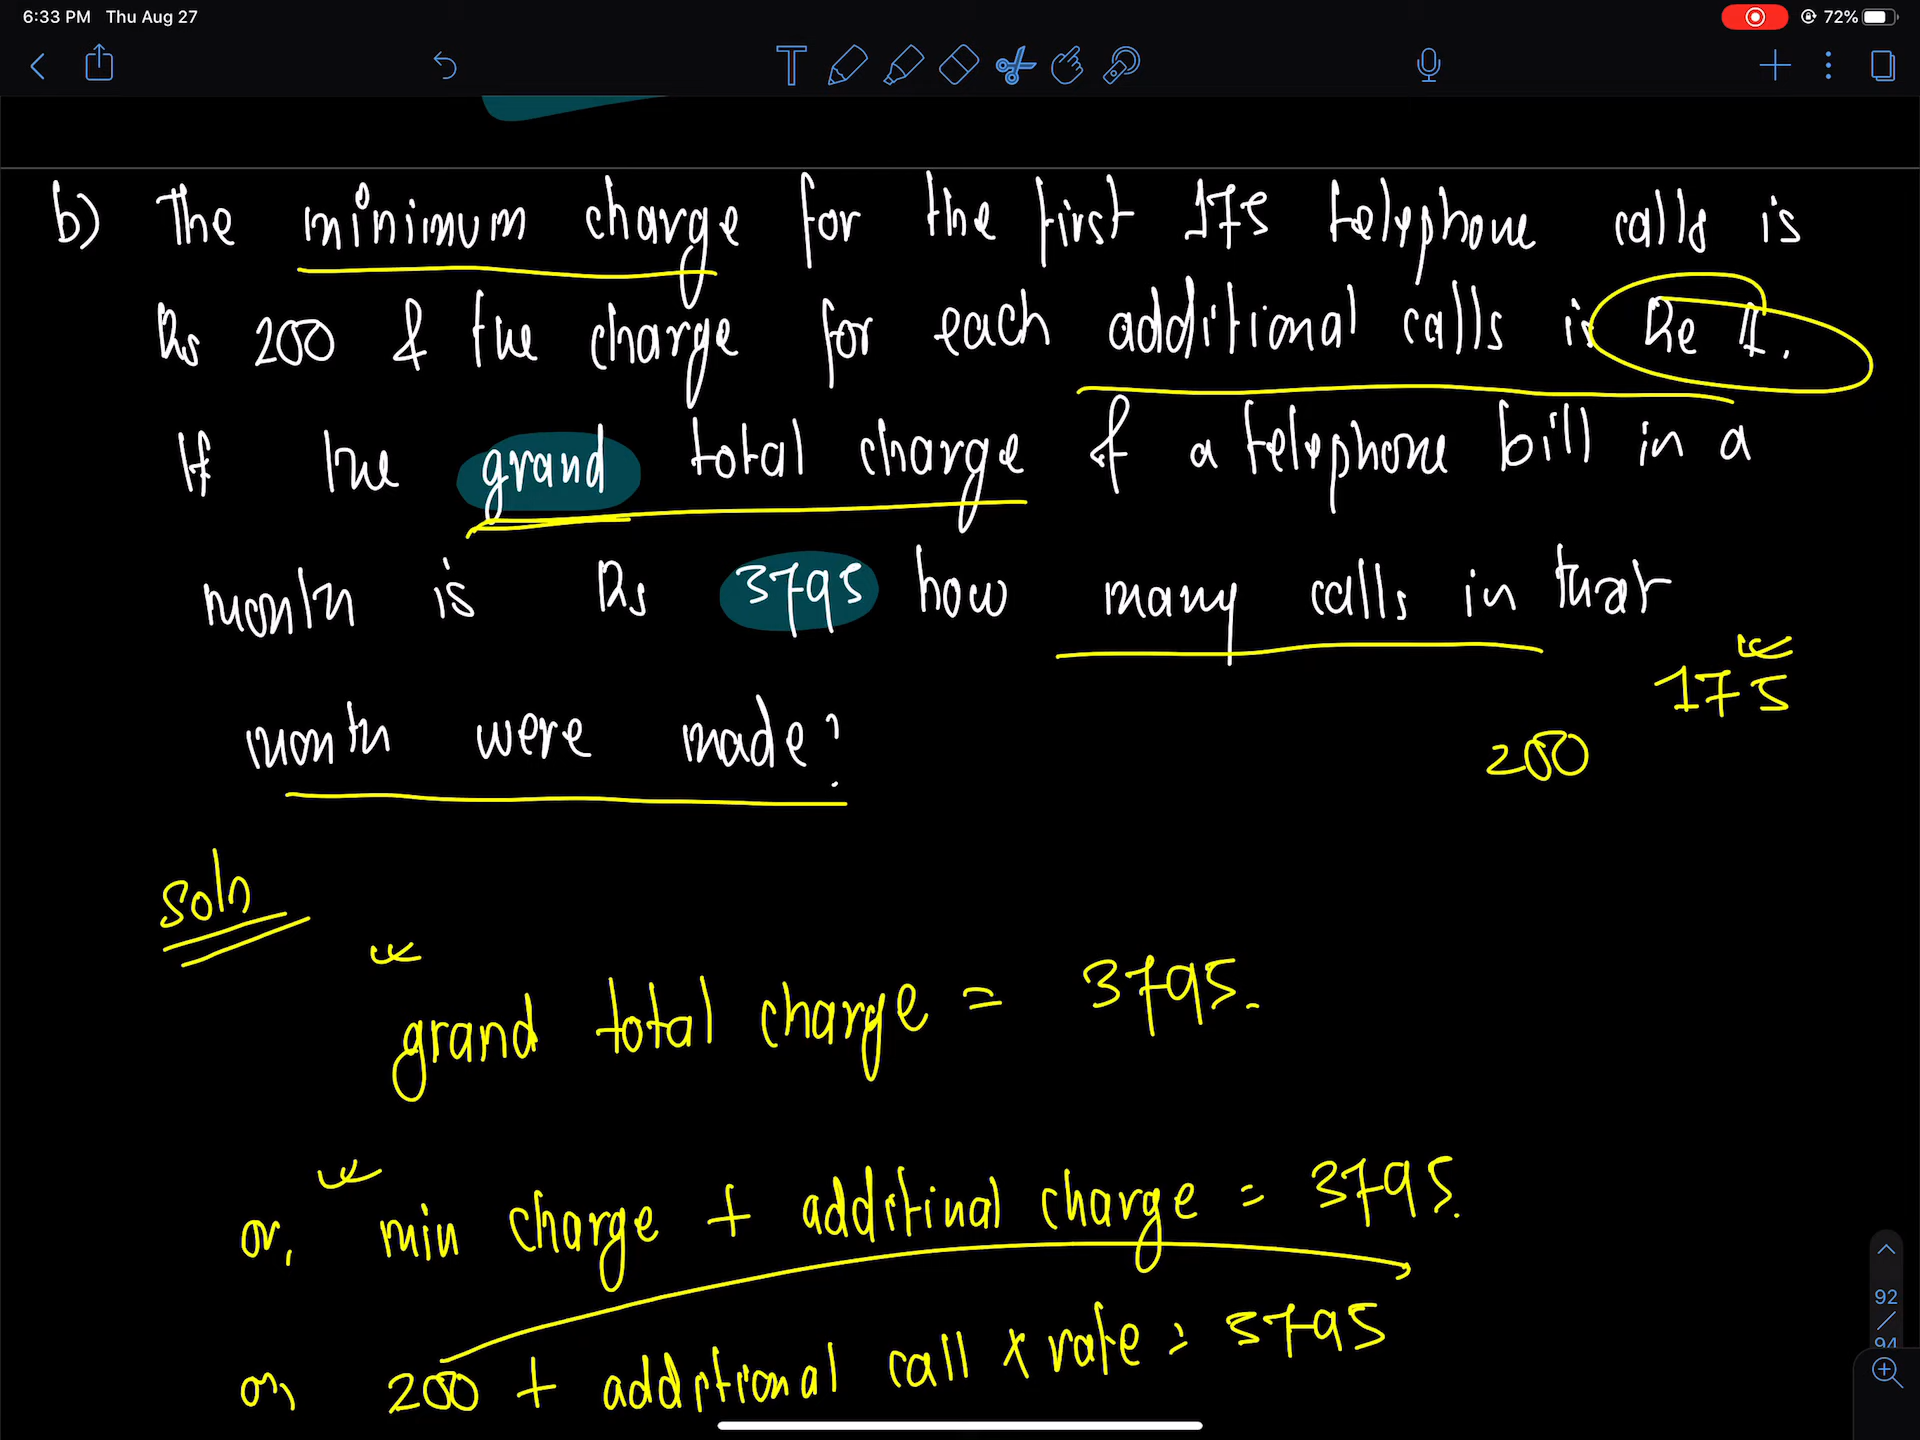 6:33 PM Thu Aug 27
72%
b) The minimum charge for the first 175 telephone calls is
Rs 200 & the charge for each additional calls is Re 1.
If the grand total charge of a telephone bill in a
month is Rs 3795 how many calls in that
175
month were made?
200
soln
grand total charge = 3795.
or, min charge + additinal charge = 3795.
or, 200 + additional call x rate = 3795
92
/
94